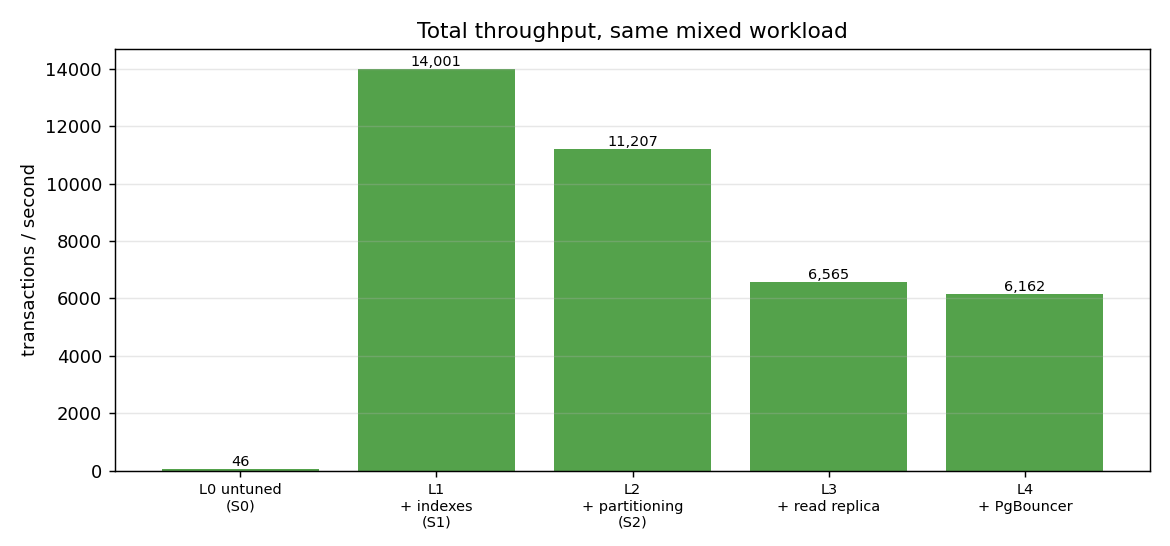 Total throughput, same mixed workload
transactions / second
14000
12000
10000
8000
6000
4000
2000
0
46
14,001
11,207
6,565
6,162
L0 untuned
(S0)
L1
+ indexes
(S1)
L2
+ partitioning
(S2)
L3
+ read replica
L4
+ PgBouncer